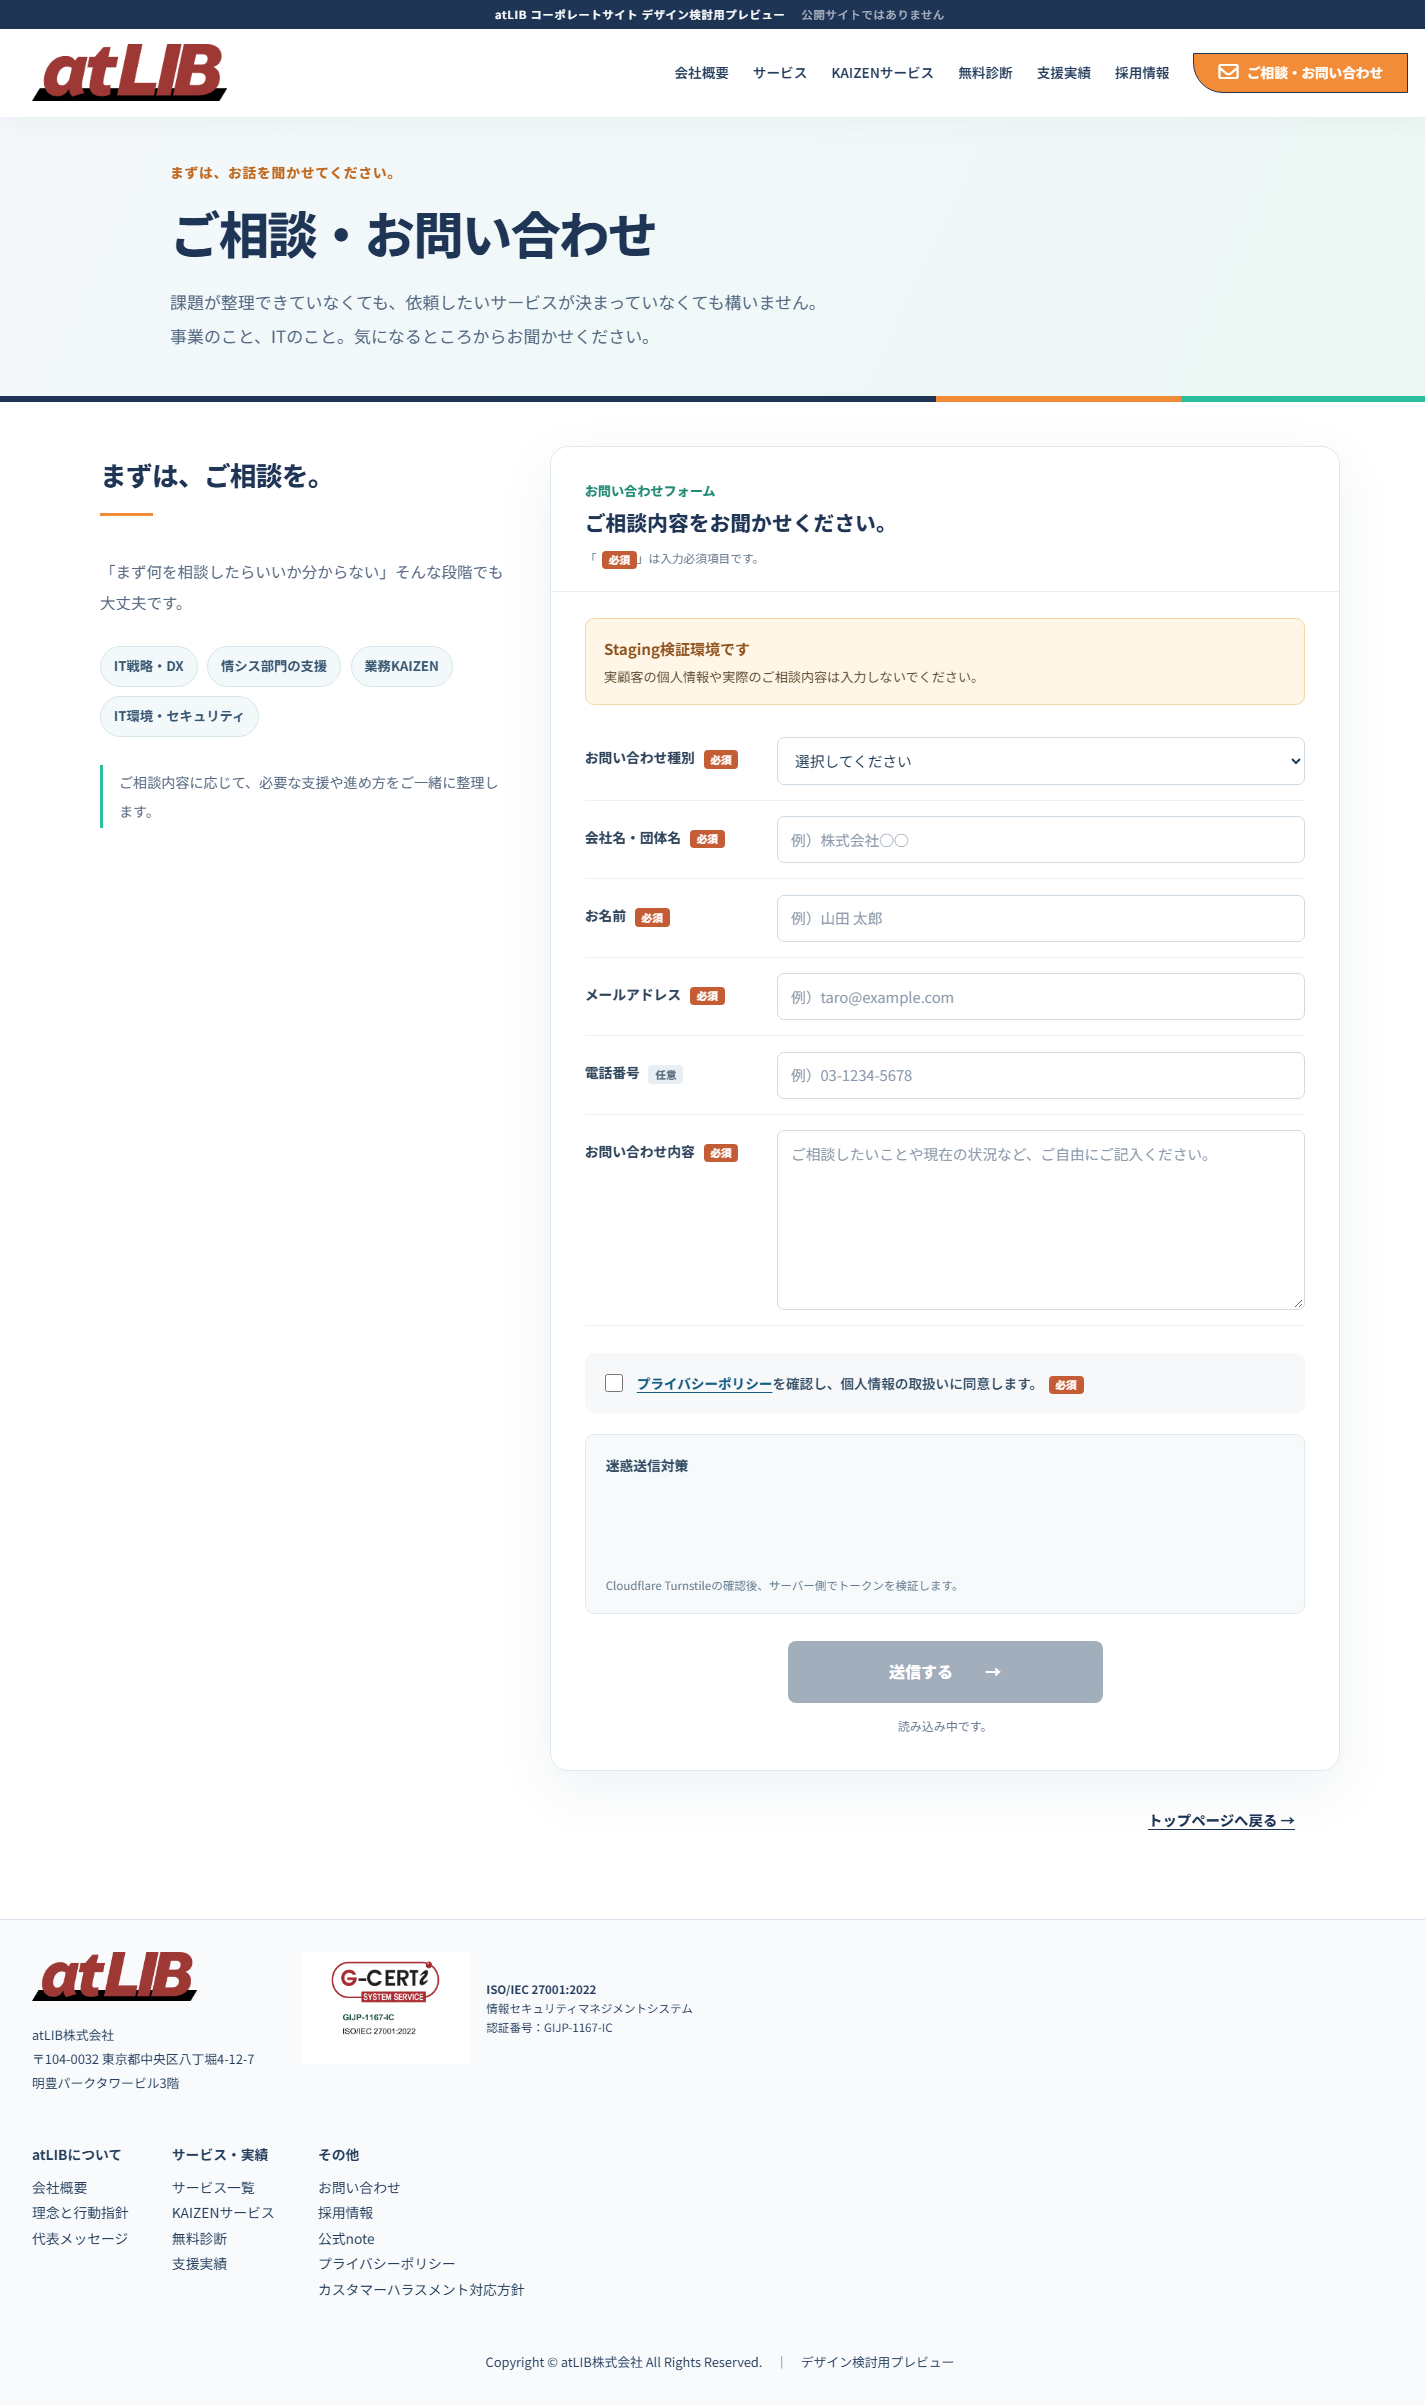 atLIB コーポレートサイト デザイン検討用プレビュー 公開サイトではありません
atLIB
会社概要 サービス KAIZENサービス 無料診断 支援実績 採用情報 ご相談・お問い合わせ
まずは、お話を聞かせてください。
ご相談・お問い合わせ
課題が整理できていなくても、依頼したいサービスが決まっていなくても構いません。
事業のこと、ITのこと。気になるところからお聞かせください。
まずは、ご相談を。
「まず何を相談したらいいか分からない」そんな段階でも
大丈夫です。
IT戦略・DX 情シス部門の支援 業務KAIZEN
IT環境・セキュリティ
ご相談内容に応じて、必要な支援や進め方をご一緒に整理し
ます。
お問い合わせフォーム
ご相談内容をお聞かせください。
「 必須 」は入力必須項目です。
Staging検証環境です
実顧客の個人情報や実際のご相談内容は入力しないでください。
お問い合わせ種別 必須 選択してください
会社名・団体名 必須 例）株式会社〇〇
お名前 必須 例）山田 太郎
メールアドレス 必須 例）taro@example.com
電話番号 任意 例）03-1234-5678
お問い合わせ内容 必須 ご相談したいことや現在の状況など、ご自由にご記入ください。
プライバシーポリシーを確認し、個人情報の取扱いに同意します。 必須
迷惑送信対策
Cloudflare Turnstileの確認後、サーバー側でトークンを検証します。
送信する →
読み込み中です。
トップページへ戻る →
atLIB
atLIB株式会社
〒104-0032 東京都中央区八丁堀4-12-7
明豊パークタワービル3階
G-CERTi
SYSTEM SERVICE
GIJP-1167-IC
ISO/IEC 27001:2022
ISO/IEC 27001:2022
情報セキュリティマネジメントシステム
認証番号：GIJP-1167-IC
atLIBについて
会社概要
理念と行動指針
代表メッセージ
サービス・実績
サービス一覧
KAIZENサービス
無料診断
支援実績
その他
お問い合わせ
採用情報
公式note
プライバシーポリシー
カスタマーハラスメント対応方針
Copyright © atLIB株式会社 All Rights Reserved. ｜ デザイン検討用プレビュー